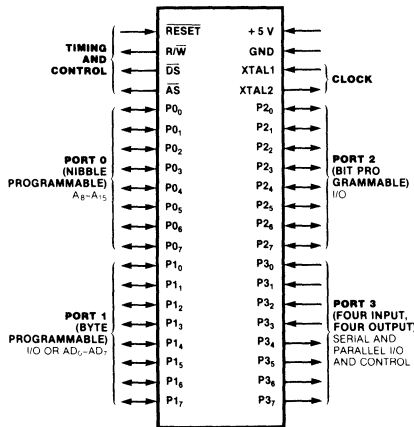 TIMING
AND
CONTROL
RESET
R/W
DS
AS
+5 V
GND
XTAL1
XTAL2
CLOCK
PORT 0
(NIBBLE
PROGRAMMABLE)
A₈–A₁₅
P0₀
P0₁
P0₂
P0₃
P0₄
P0₅
P0₆
P0₇
P2₀
P2₁
P2₂
P2₃
P2₄
P2₅
P2₆
P2₇
PORT 2
(BIT PRO
GRAMMABLE)
I/O
PORT 1
(BYTE
PROGRAMMABLE)
I/O OR AD₀–AD₇
P1₀
P1₁
P1₂
P1₃
P1₄
P1₅
P1₆
P1₇
P3₀
P3₁
P3₂
P3₃
P3₄
P3₅
P3₆
P3₇
PORT 3
(FOUR INPUT,
FOUR OUTPUT)
SERIAL AND
PARALLEL I/O
AND CONTROL